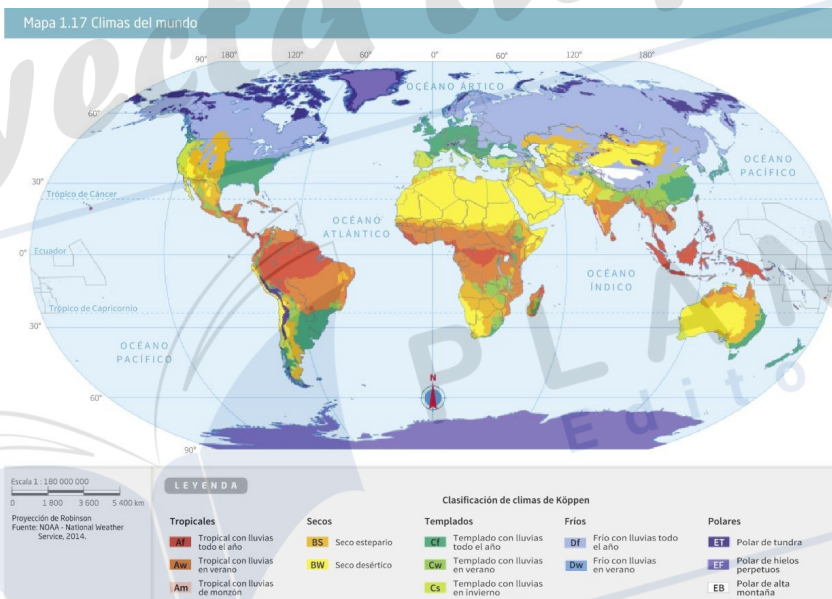 Mapa 1.17 Climas del mundo
90° 180° 120° 60° 0° 60° 120° 180°
OCÉANO ÁRTICO
60°
OCÉANO
PACÍFICO
30°
Trópico de Cáncer
OCÉANO
ATLÁNTICO
Ecuador
0°
OCÉANO
ÍNDICO
Trópico de Capricornio
30°
OCÉANO
PACÍFICO
N
60°
90°
yecta
PLAN
Edito
Escala 1 : 180 000 000
0 1 800 3 600 5 400 km
Proyección de Robinson
Fuente: NOAA - National Weather
Service, 2014.
LEYENDA
Clasificación de climas de Köppen
Tropicales
Af Tropical con lluvias
todo el año
Aw Tropical con lluvias
en verano
Am Tropical con lluvias
de monzón
Secos
BS Seco estepario
BW Seco desértico
Templados
Cf Templado con lluvias
todo el año
Cw Templado con lluvias
en verano
Cs Templado con lluvias
en invierno
Fríos
Df Frío con lluvias todo
el año
Dw Frío con lluvias
en verano
Polares
ET Polar de tundra
EF Polar de hielos
perpetuos
EB Polar de alta
montaña